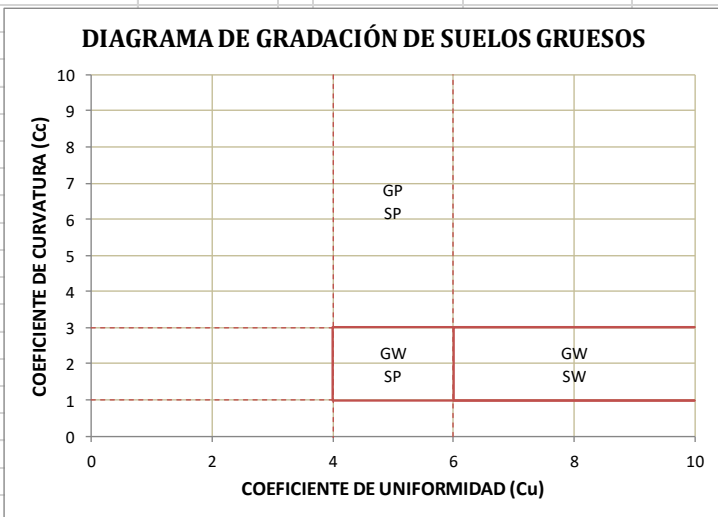 DIAGRAMA DE GRADACIÓN DE SUELOS GRUESOS
COEFICIENTE DE CURVATURA (Cc)
10
9
8
7
6
5
4
3
2
1
0
GP
SP
GW
SP
GW
SW
0 2 4 6 8 10
COEFICIENTE DE UNIFORMIDAD (Cu)